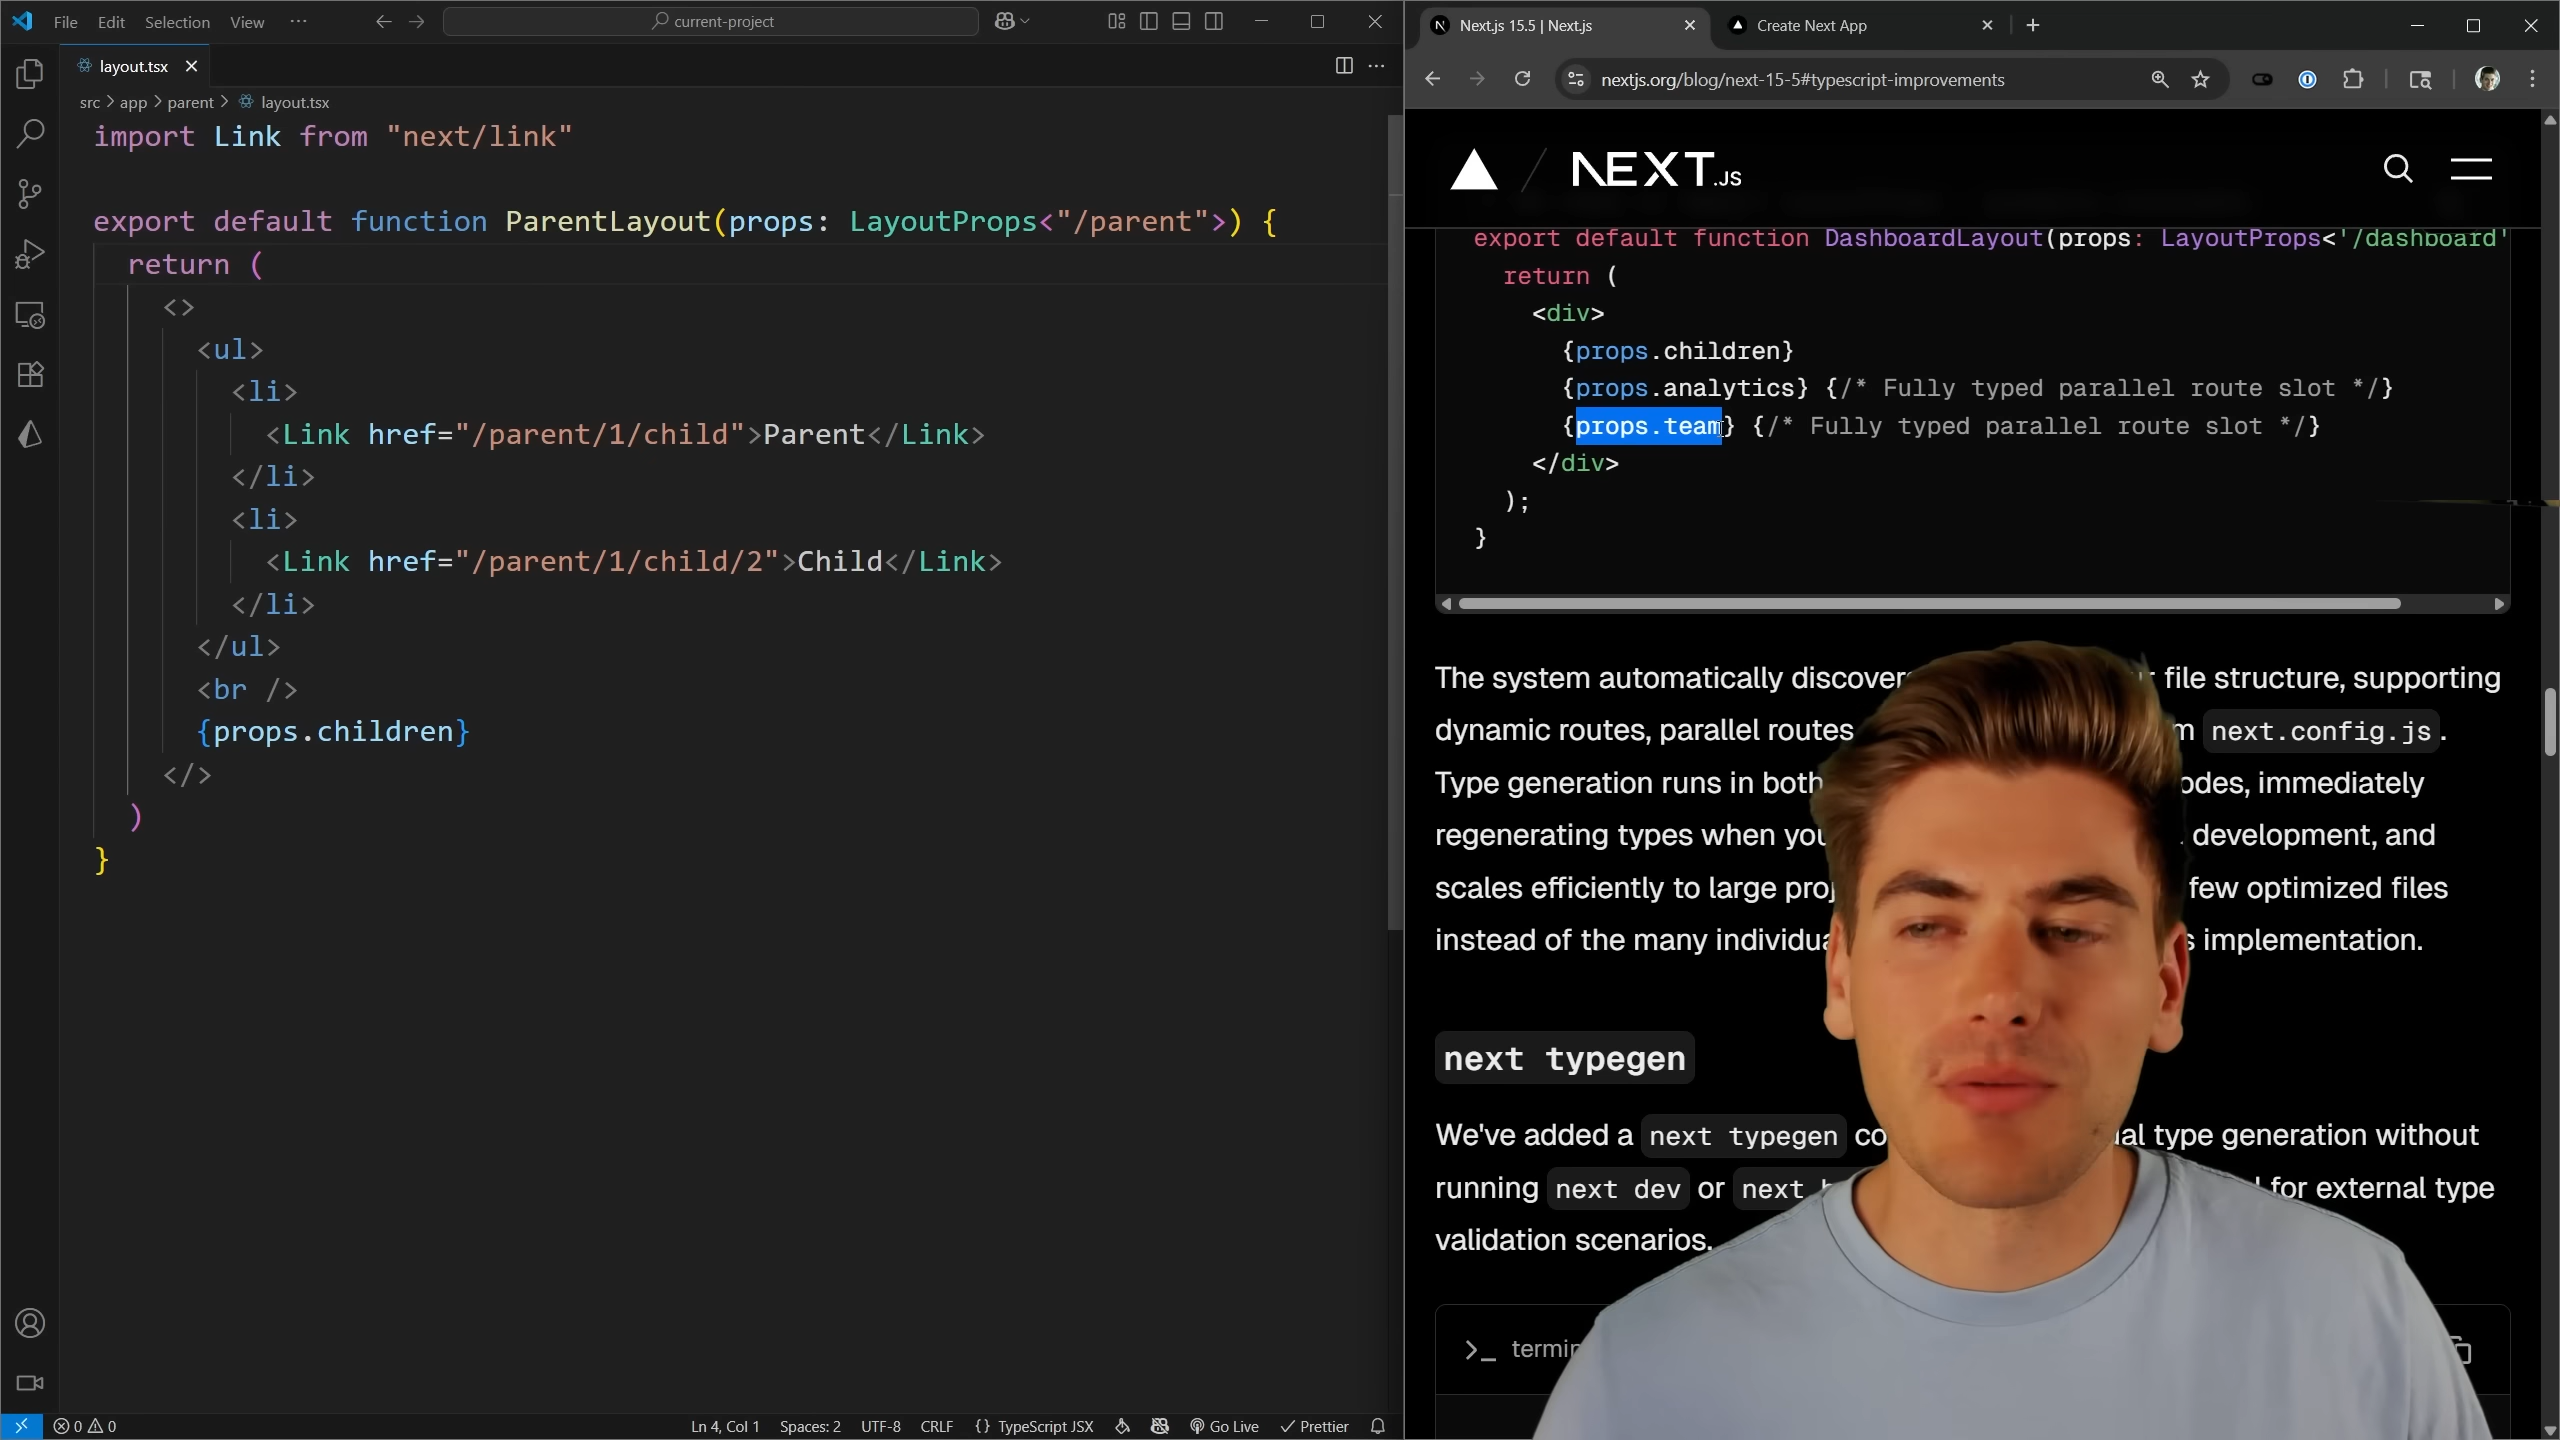 File Edit Selection View ··· current-project
layout.tsx
src > app > parent > layout.tsx
import Link from "next/link"
export default function ParentLayout(props: LayoutProps<"/parent">) {
return (
<>
<ul>
<li>
<Link href="/parent/1/child">Parent</Link>
</li>
<li>
<Link href="/parent/1/child/2">Child</Link>
</li>
</ul>
<br />
{props.children}
</>
)
}
0 0 Ln 4, Col 1 Spaces: 2 UTF-8 CRLF {} TypeScript JSX Go Live Prettier
Next.js 15.5 | Next.js Create Next App
nextjs.org/blog/next-15-5#typescript-improvements
NEXT.JS
export default function DashboardLayout(props: LayoutProps<'/dashboard'
return (
<div>
{props.children}
{props.analytics} {/* Fully typed parallel route slot */}
{props.team} {/* Fully typed parallel route slot */}
</div>
);
}
The system automatically file structure, supporting
dynamic routes, parallel routes next.config.js.
Type generation runs in both immediately
regenerating types when development, and
scales efficiently to large few optimized files
instead of the many implementation.
next typegen
We've added a next typegen type generation without
running next dev or next for external type
validation scenarios.